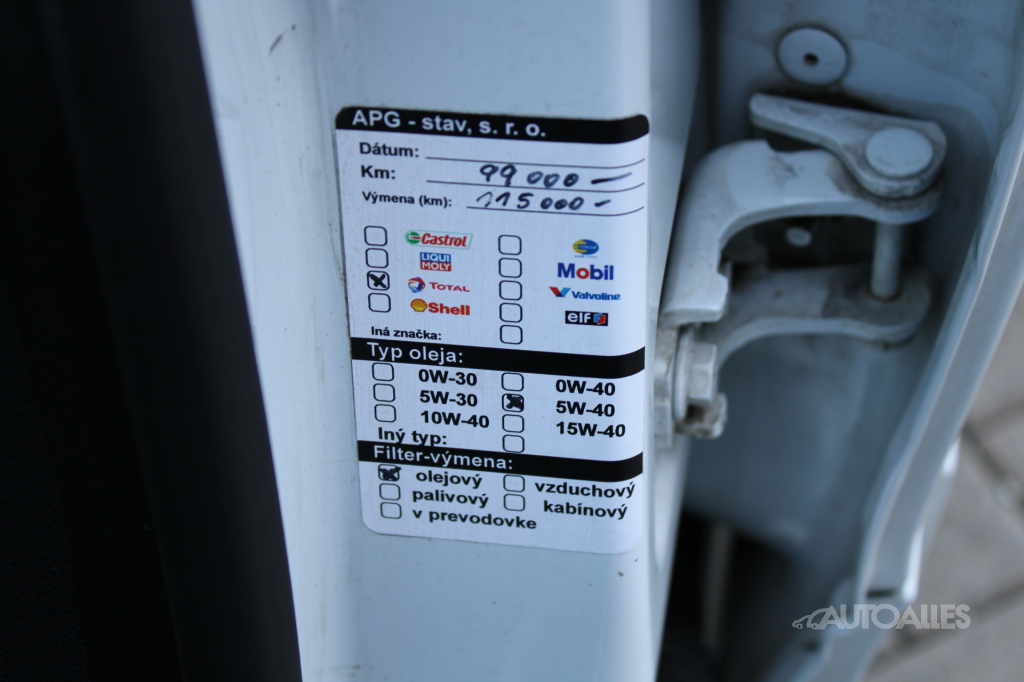 APG - stav, s. r. o.
Dátum:
Km: 99 000 -
Výmena (km): 115 000 -
Castrol
LIQUI MOLY Mobil
TOTAL Valvoline
Shell elf
Iná značka:
Typ oleja:
0W-30 0W-40
5W-30 5W-40
10W-40 15W-40
Iný typ:
Filter-výmena:
olejový vzduchový
palivový kabínový
v prevodovke
AUTOALLES